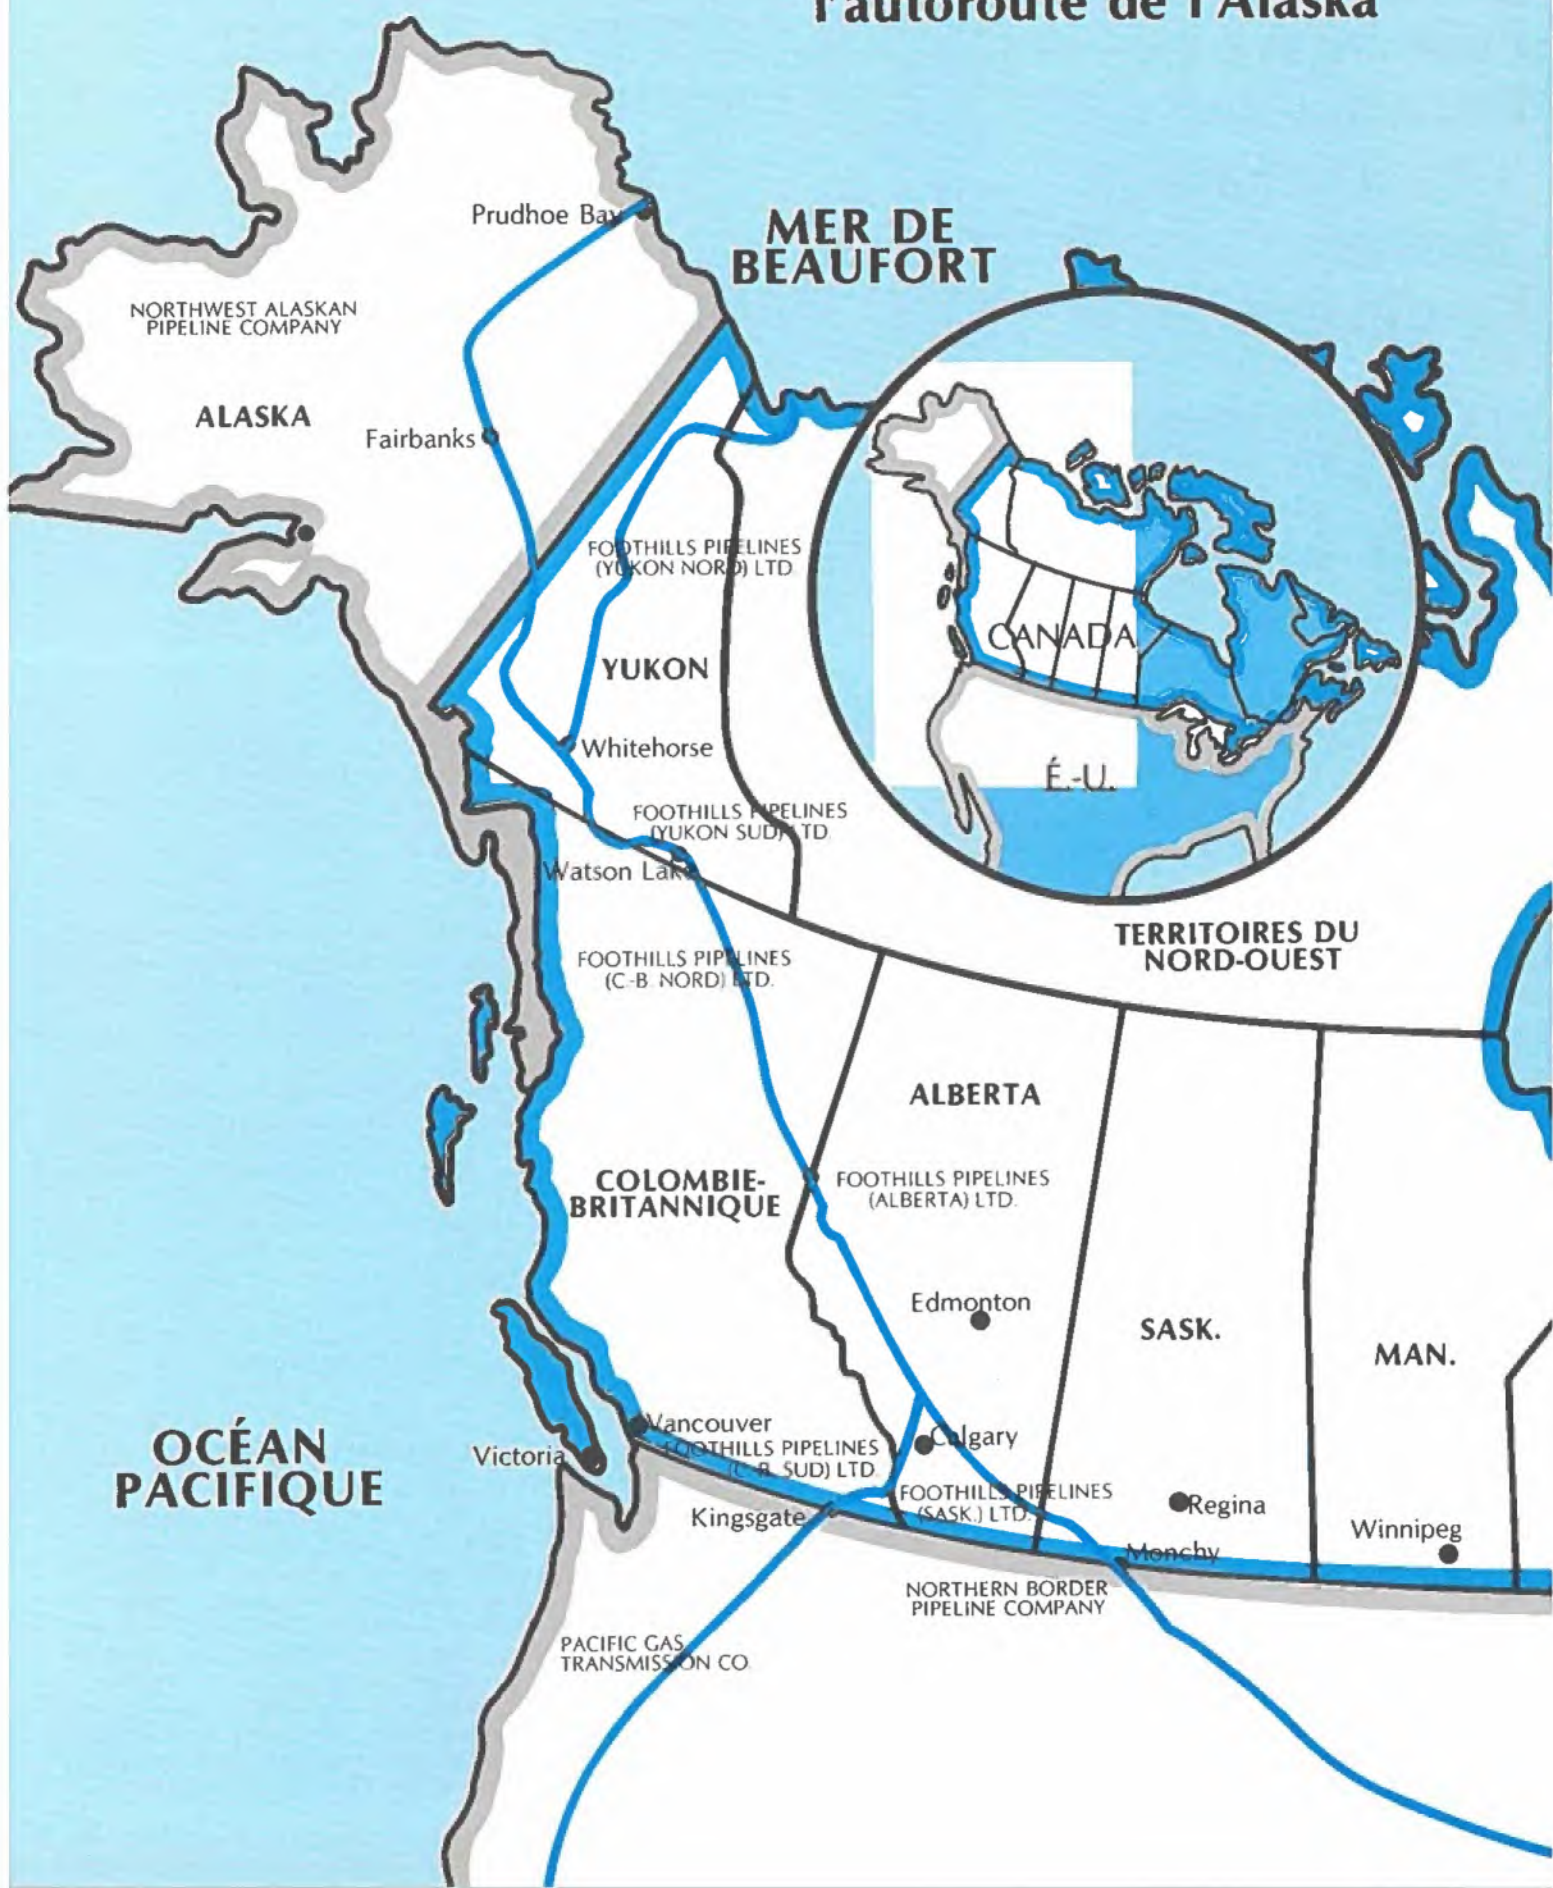 l'autoroute de l'Alaska
Prudhoe Bay
MER DE
BEAUFORT
NORTHWEST ALASKAN
PIPELINE COMPANY
ALASKA
Fairbanks
FOOTHILLS PIPELINES
(YUKON NORD) LTD
CANADA
YUKON
Whitehorse
É.-U.
FOOTHILLS PIPELINES
(YUKON SUD) LTD
Watson Lake
TERRITOIRES DU
NORD-OUEST
FOOTHILLS PIPELINES
(C.-B. NORD) LTD.
ALBERTA
COLOMBIE-
BRITANNIQUE
FOOTHILLS PIPELINES
(ALBERTA) LTD.
Edmonton
SASK.
MAN.
OCÉAN
PACIFIQUE
Vancouver
Victoria
FOOTHILLS PIPELINES
(C.-B. SUD) LTD.
Calgary
Kingsgate
FOOTHILLS PIPELINES
(SASK.) LTD.
Regina
Winnipeg
Monchy
NORTHERN BORDER
PIPELINE COMPANY
PACIFIC GAS
TRANSMISSION CO.